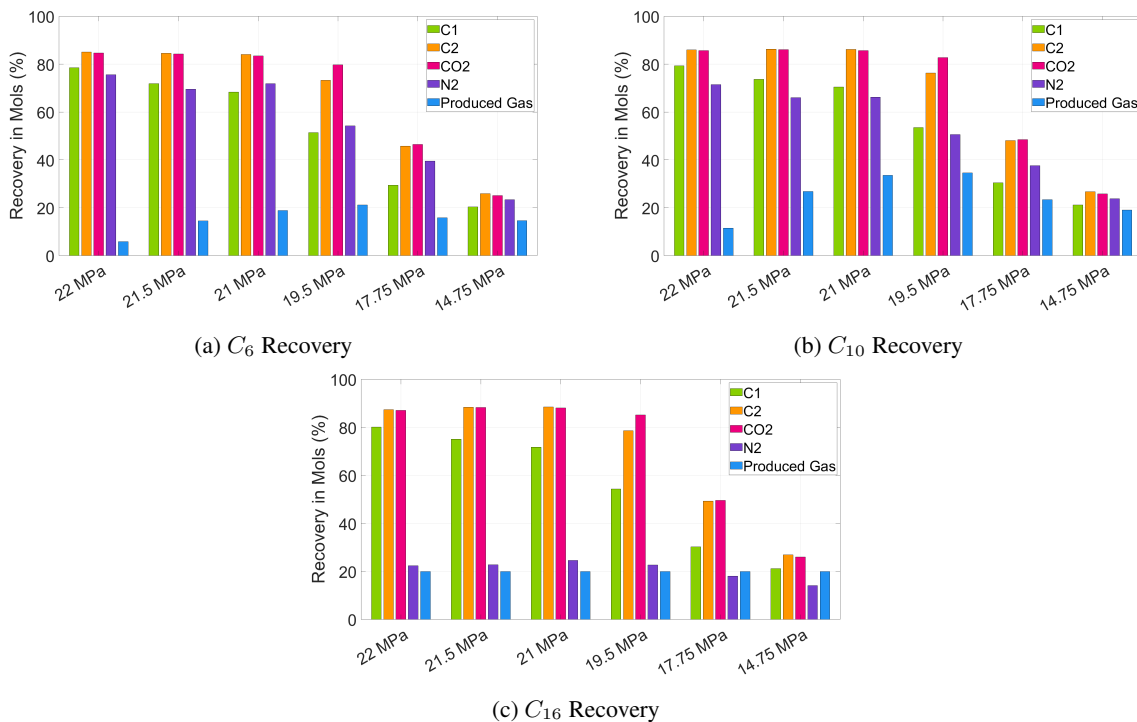 100
80
60
40
20
0
Recovery in Mols (%)
C1
C2
CO2
N2
Produced Gas
22 MPa
21.5 MPa
21 MPa
19.5 MPa
17.75 MPa
14.75 MPa
(a) C₆ Recovery
100
80
60
40
20
0
Recovery in Mols (%)
C1
C2
CO2
N2
Produced Gas
22 MPa
21.5 MPa
21 MPa
19.5 MPa
17.75 MPa
14.75 MPa
(b) C₁₀ Recovery
100
80
60
40
20
0
Recovery in Mols (%)
C1
C2
CO2
N2
Produced Gas
22 MPa
21.5 MPa
21 MPa
19.5 MPa
17.75 MPa
14.75 MPa
(c) C₁₆ Recovery